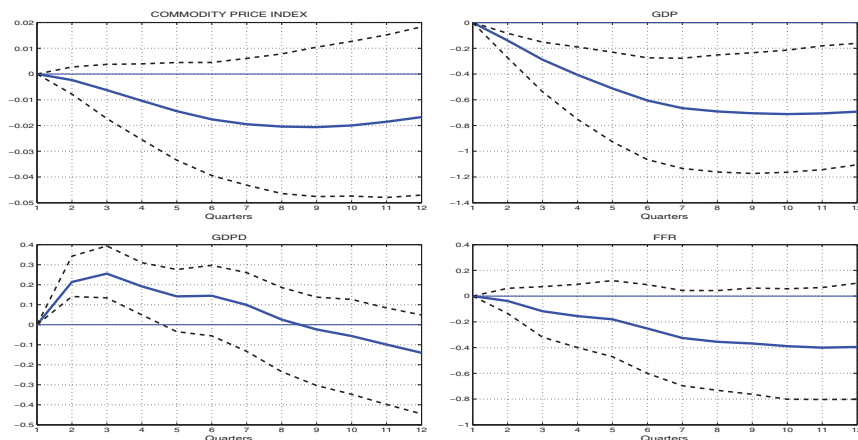 COMMODITY PRICE INDEX
0.02
0.01
0
−0.01
−0.02
−0.03
−0.04
−0.05
1 2 3 4 5 6 7 8 9 10 11 12
Quarters
GDP
0
−0.2
−0.4
−0.6
−0.8
−1
−1.2
−1.4
1 2 3 4 5 6 7 8 9 10 11 12
Quarters
GDPD
0.4
0.3
0.2
0.1
0
−0.1
−0.2
−0.3
−0.4
−0.5
1 2 3 4 5 6 7 8 9 10 11 12
Quarters
FFR
0.4
0.2
0
−0.2
−0.4
−0.6
−0.8
−1
1 2 3 4 5 6 7 8 9 10 11 12
Quarters